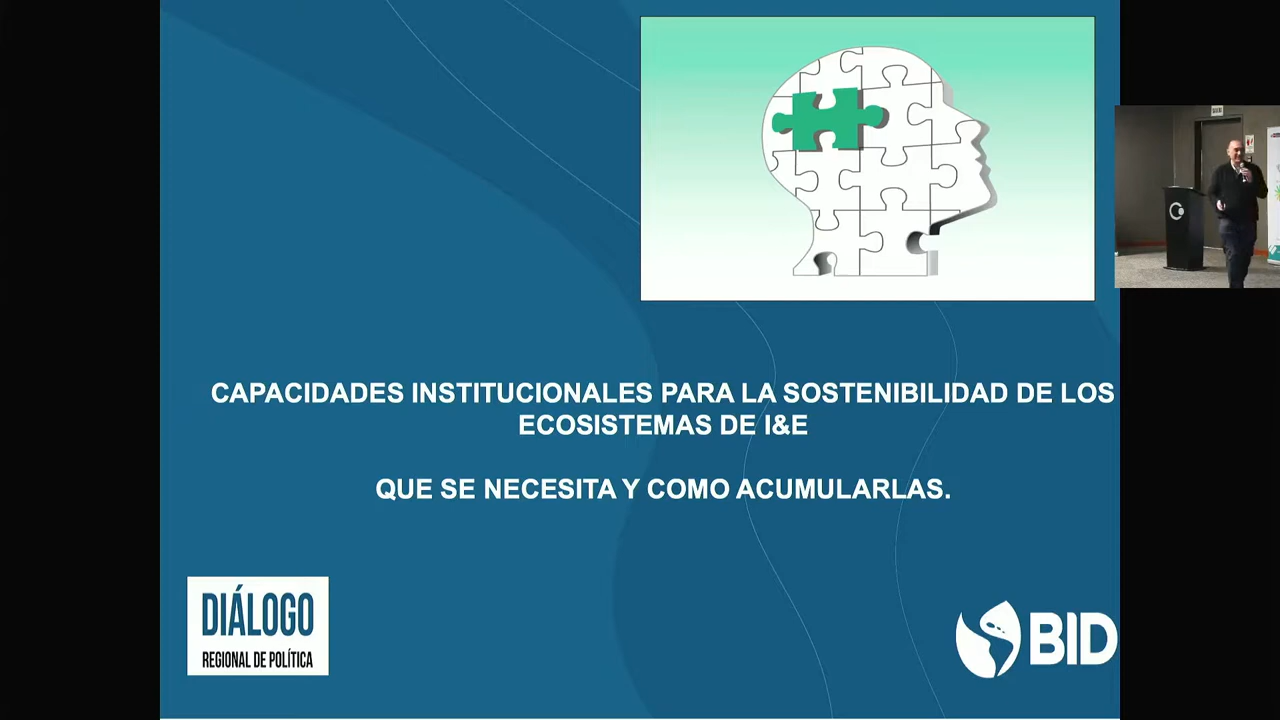 CAPACIDADES INSTITUCIONALES PARA LA SOSTENIBILIDAD DE LOS
ECOSISTEMAS DE I&E
QUE SE NECESITA Y COMO ACUMULARLAS.
DIÁLOGO
REGIONAL DE POLÍTICA
BID